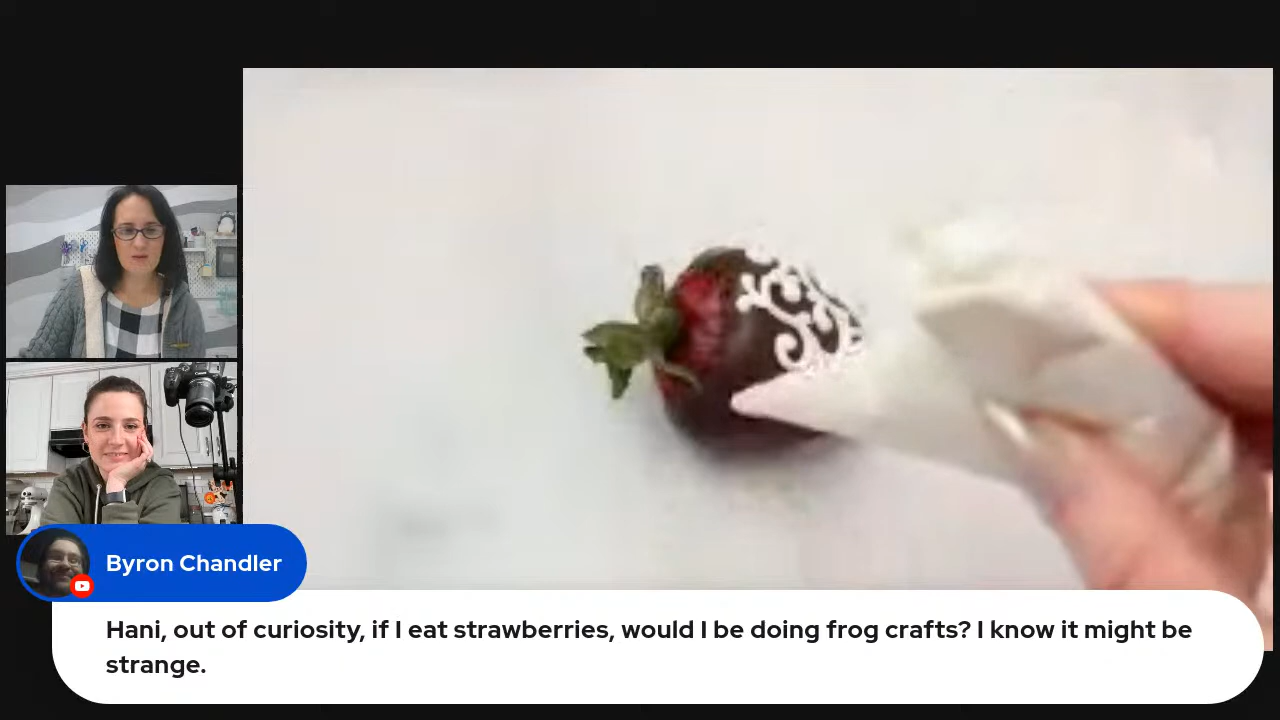 Byron Chandler
Hani, out of curiosity, if I eat strawberries, would I be doing frog crafts? I know it might be
strange.